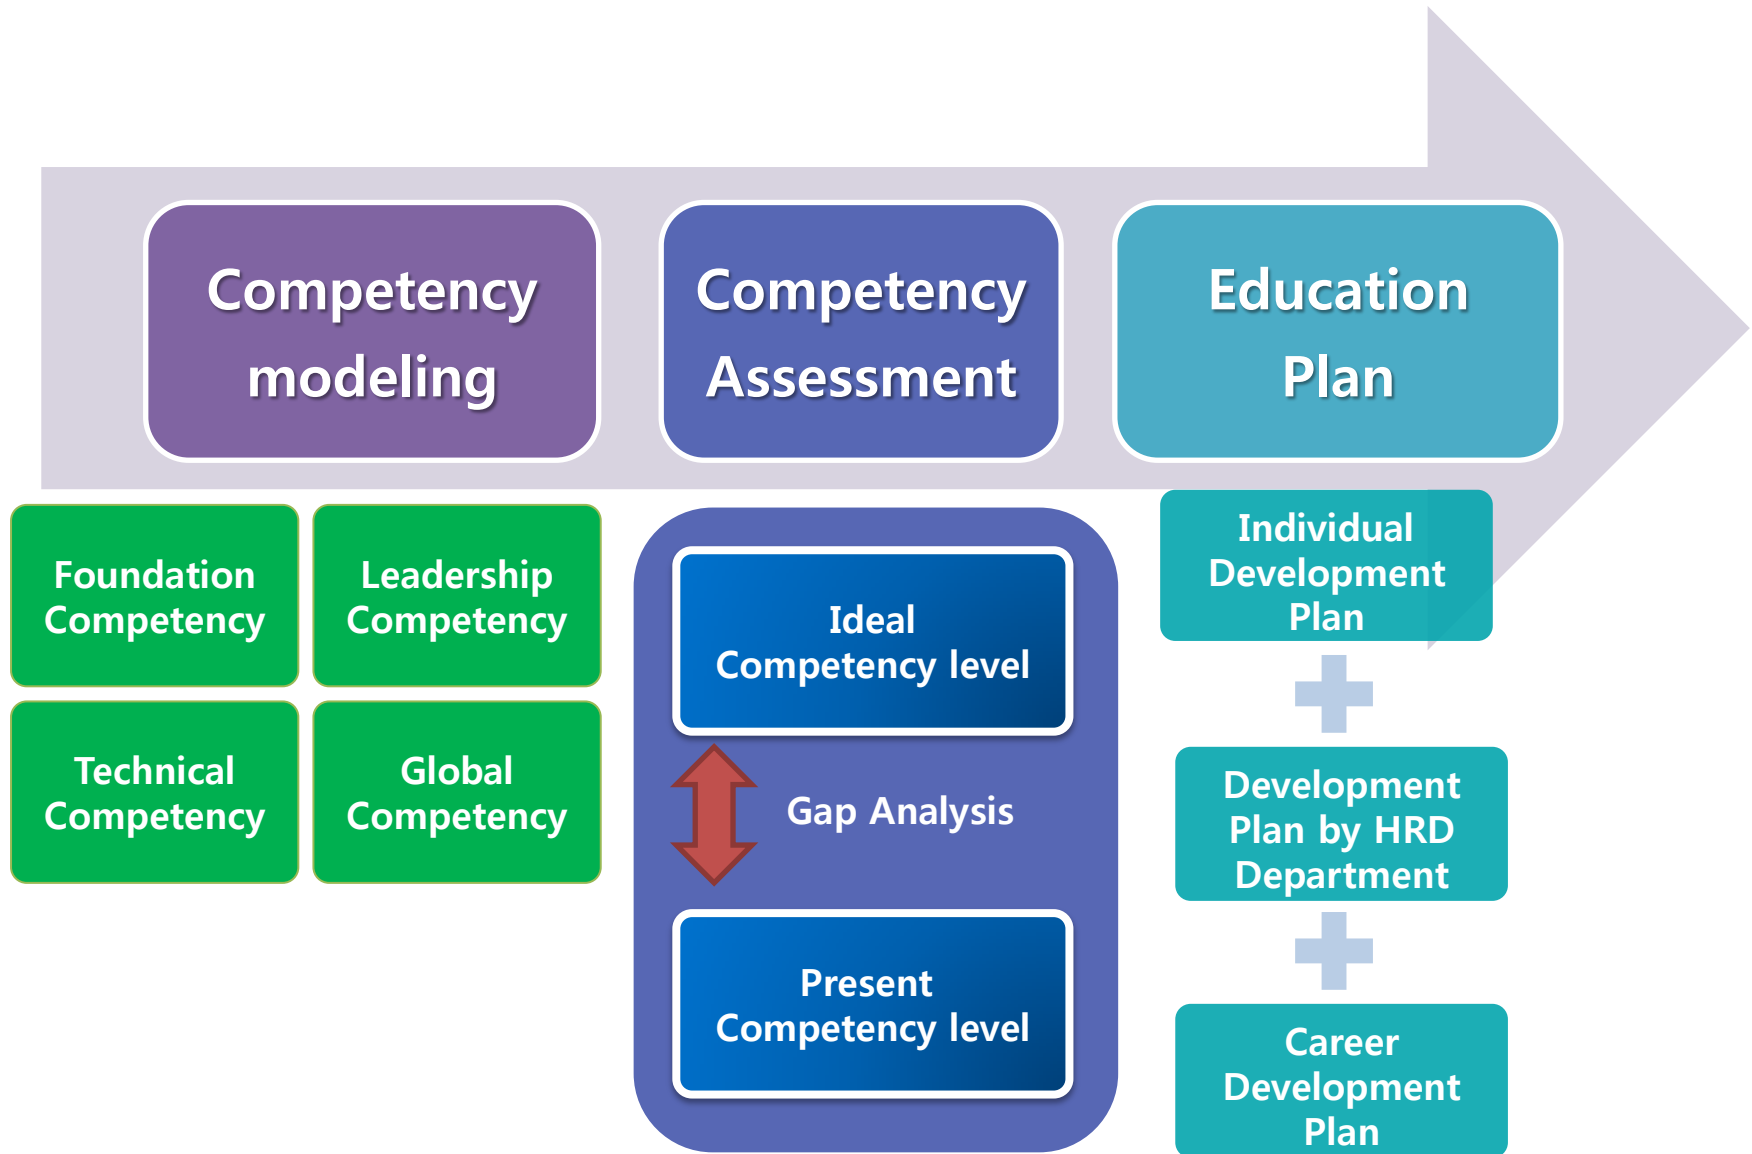 Competency
modeling
Competency
Assessment
Education
Plan
Foundation
Competency
Leadership
Competency
Technical
Competency
Global
Competency
Ideal
Competency level
Gap Analysis
Present
Competency level
Individual
Development
Plan
Development
Plan by HRD
Department
Career
Development
Plan